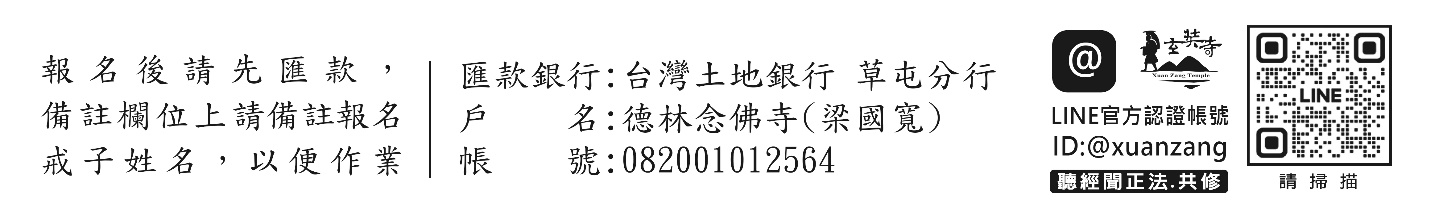 報名後請先匯款，
備註欄位上請備註報名
戒子姓名，以便作業
匯款銀行:台灣土地銀行 草屯分行
戶 名:德林念佛寺(梁國寬)
帳 號:082001012564
@
玄奘寺
Xuan Zang Temple
LINE官方認證帳號
ID:@xuanzang
聽經聞正法.共修
LINE
請掃描